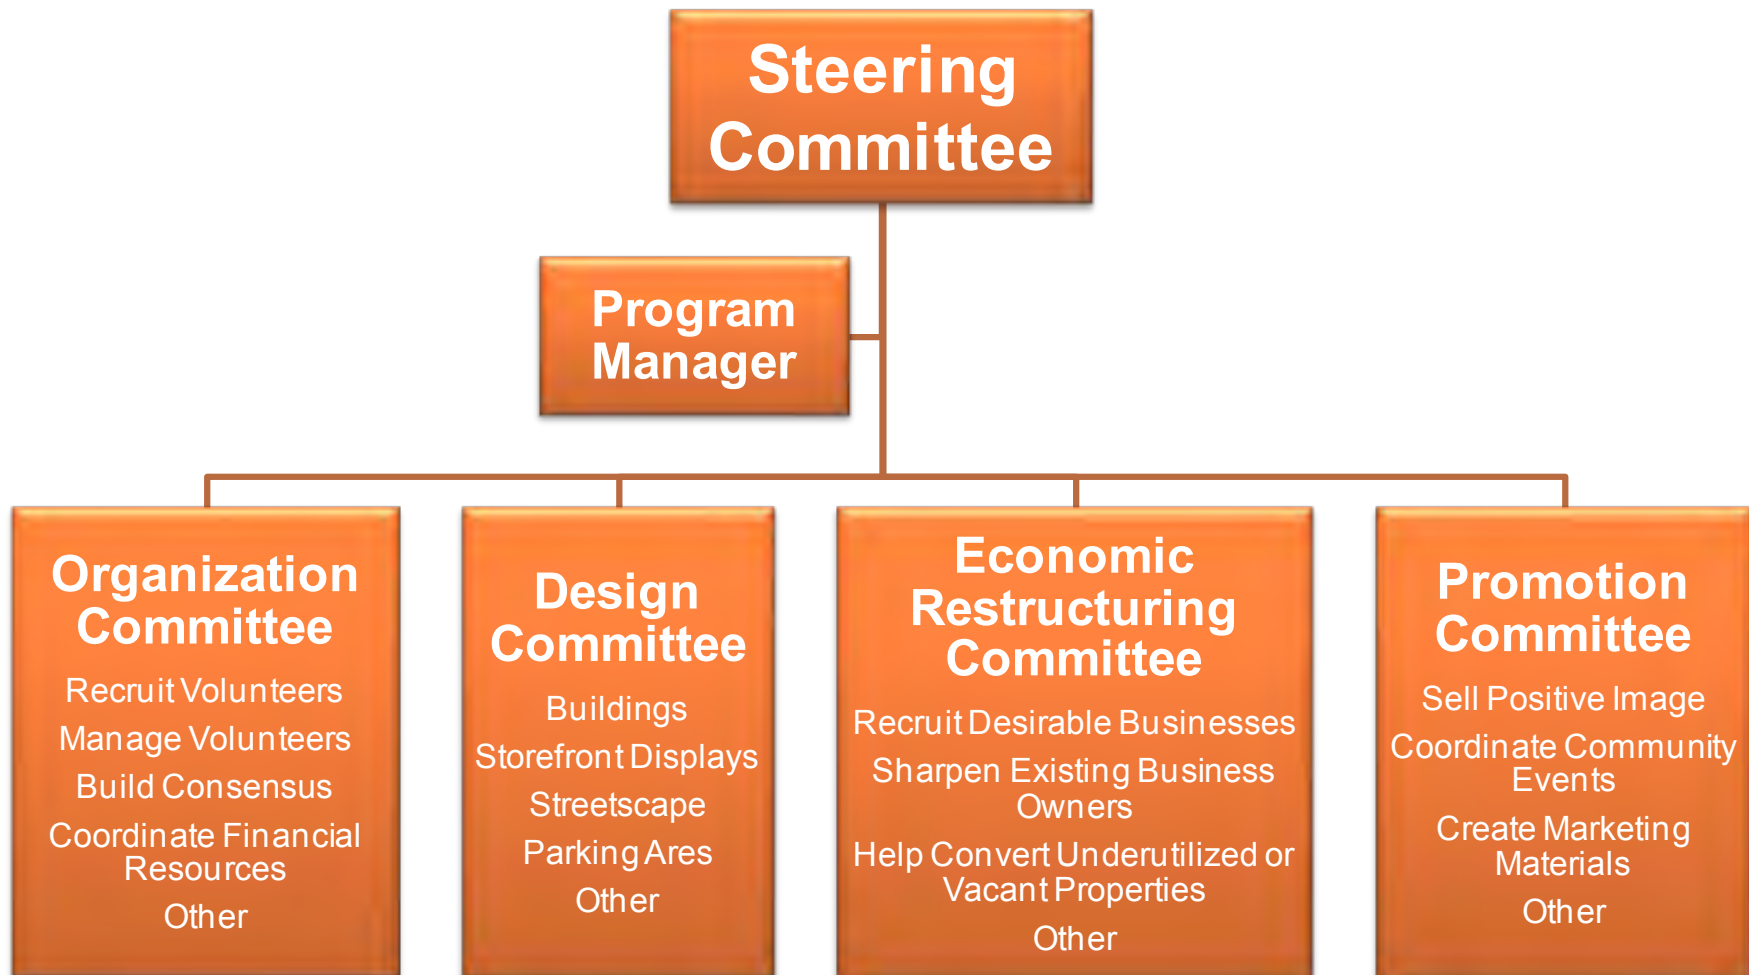 Steering
Committee
Program
Manager
Organization
Committee
Recruit Volunteers
Manage Volunteers
Build Consensus
Coordinate Financial
Resources
Other
Design
Committee
Buildings
Storefront Displays
Streetscape
Parking Ares
Other
Economic
Restructuring
Committee
Recruit Desirable Businesses
Sharpen Existing Business
Owners
Help Convert Underutilized or
Vacant Properties
Other
Promotion
Committee
Sell Positive Image
Coordinate Community
Events
Create Marketing
Materials
Other